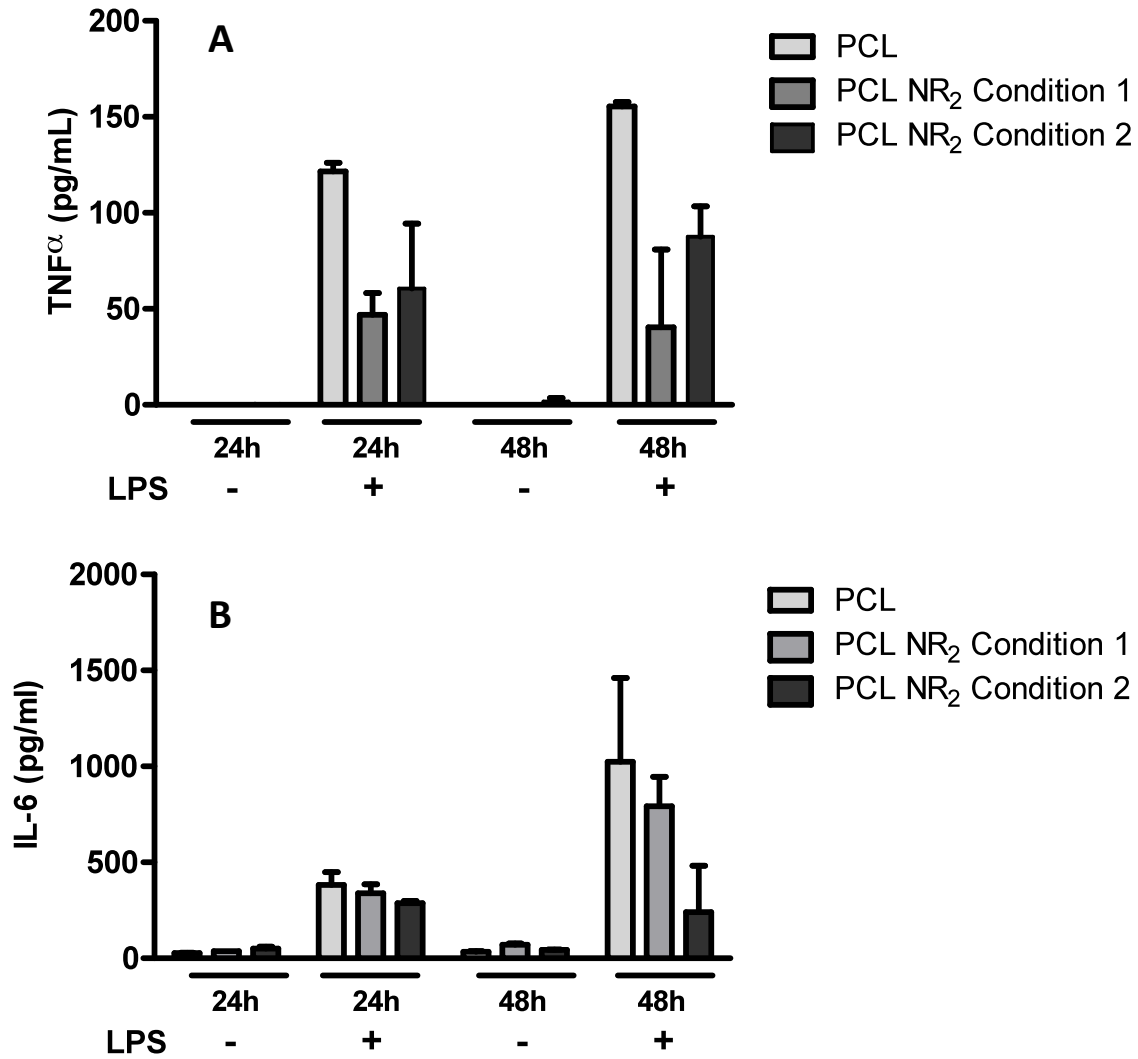 200
150
100
50
0
TNFα (pg/mL)
A
PCL
PCL NR2 Condition 1
PCL NR2 Condition 2
24h 24h 48h 48h
LPS - + - +
2000
1500
1000
500
0
IL-6 (pg/ml)
B
PCL
PCL NR2 Condition 1
PCL NR2 Condition 2
24h 24h 48h 48h
LPS - + - +